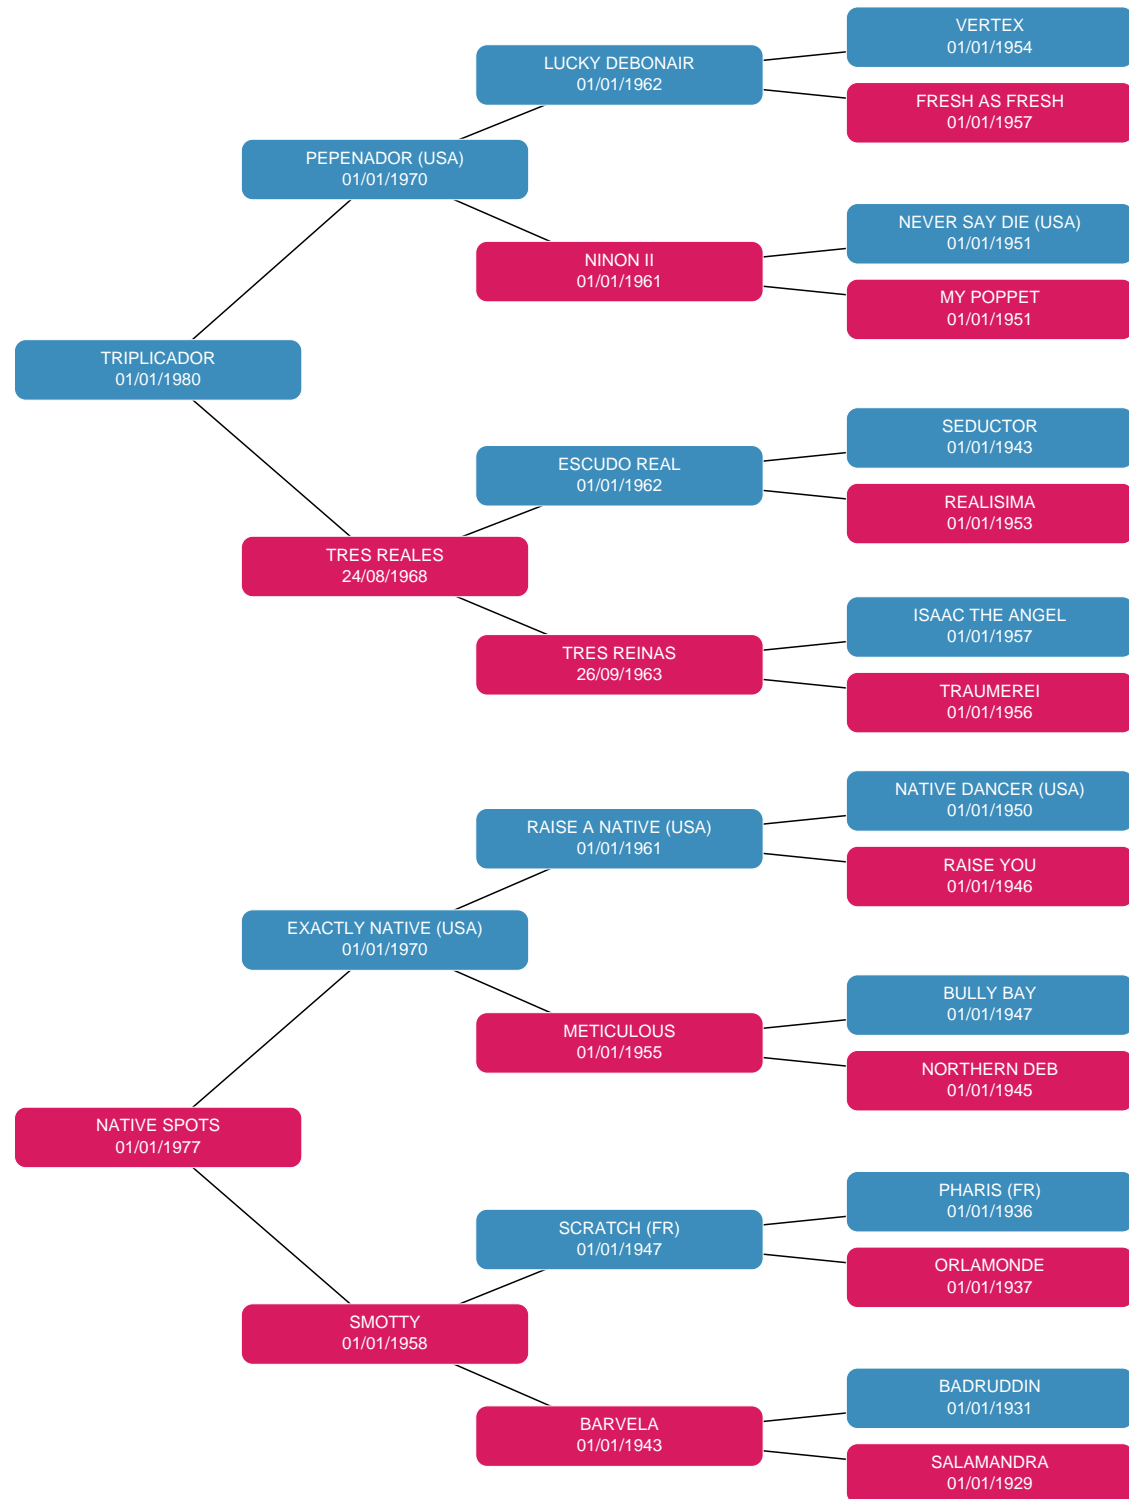 VERTEX
01/01/1954
LUCKY DEBONAIR
01/01/1962
FRESH AS FRESH
01/01/1957
PEPENADOR (USA)
01/01/1970
NEVER SAY DIE (USA)
01/01/1951
NINON II
01/01/1961
MY POPPET
01/01/1951
TRIPLICADOR
01/01/1980
SEDUCTOR
01/01/1943
ESCUDO REAL
01/01/1962
REALISIMA
01/01/1953
TRES REALES
24/08/1968
ISAAC THE ANGEL
01/01/1957
TRES REINAS
26/09/1963
TRAUMEREI
01/01/1956
NATIVE DANCER (USA)
01/01/1950
RAISE A NATIVE (USA)
01/01/1961
RAISE YOU
01/01/1946
EXACTLY NATIVE (USA)
01/01/1970
BULLY BAY
01/01/1947
METICULOUS
01/01/1955
NORTHERN DEB
01/01/1945
NATIVE SPOTS
01/01/1977
PHARIS (FR)
01/01/1936
SCRATCH (FR)
01/01/1947
ORLAMONDE
01/01/1937
SMOTTY
01/01/1958
BADRUDDIN
01/01/1931
BARVELA
01/01/1943
SALAMANDRA
01/01/1929